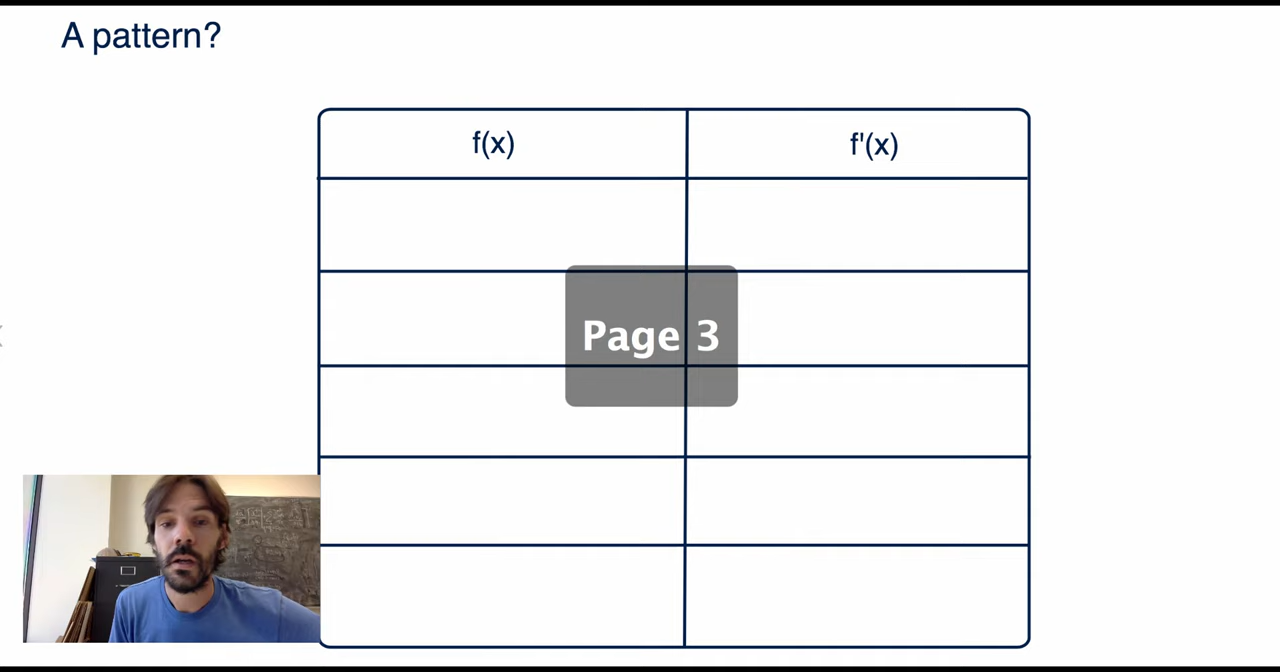 A pattern?
f(x)
f'(x)
Page 3